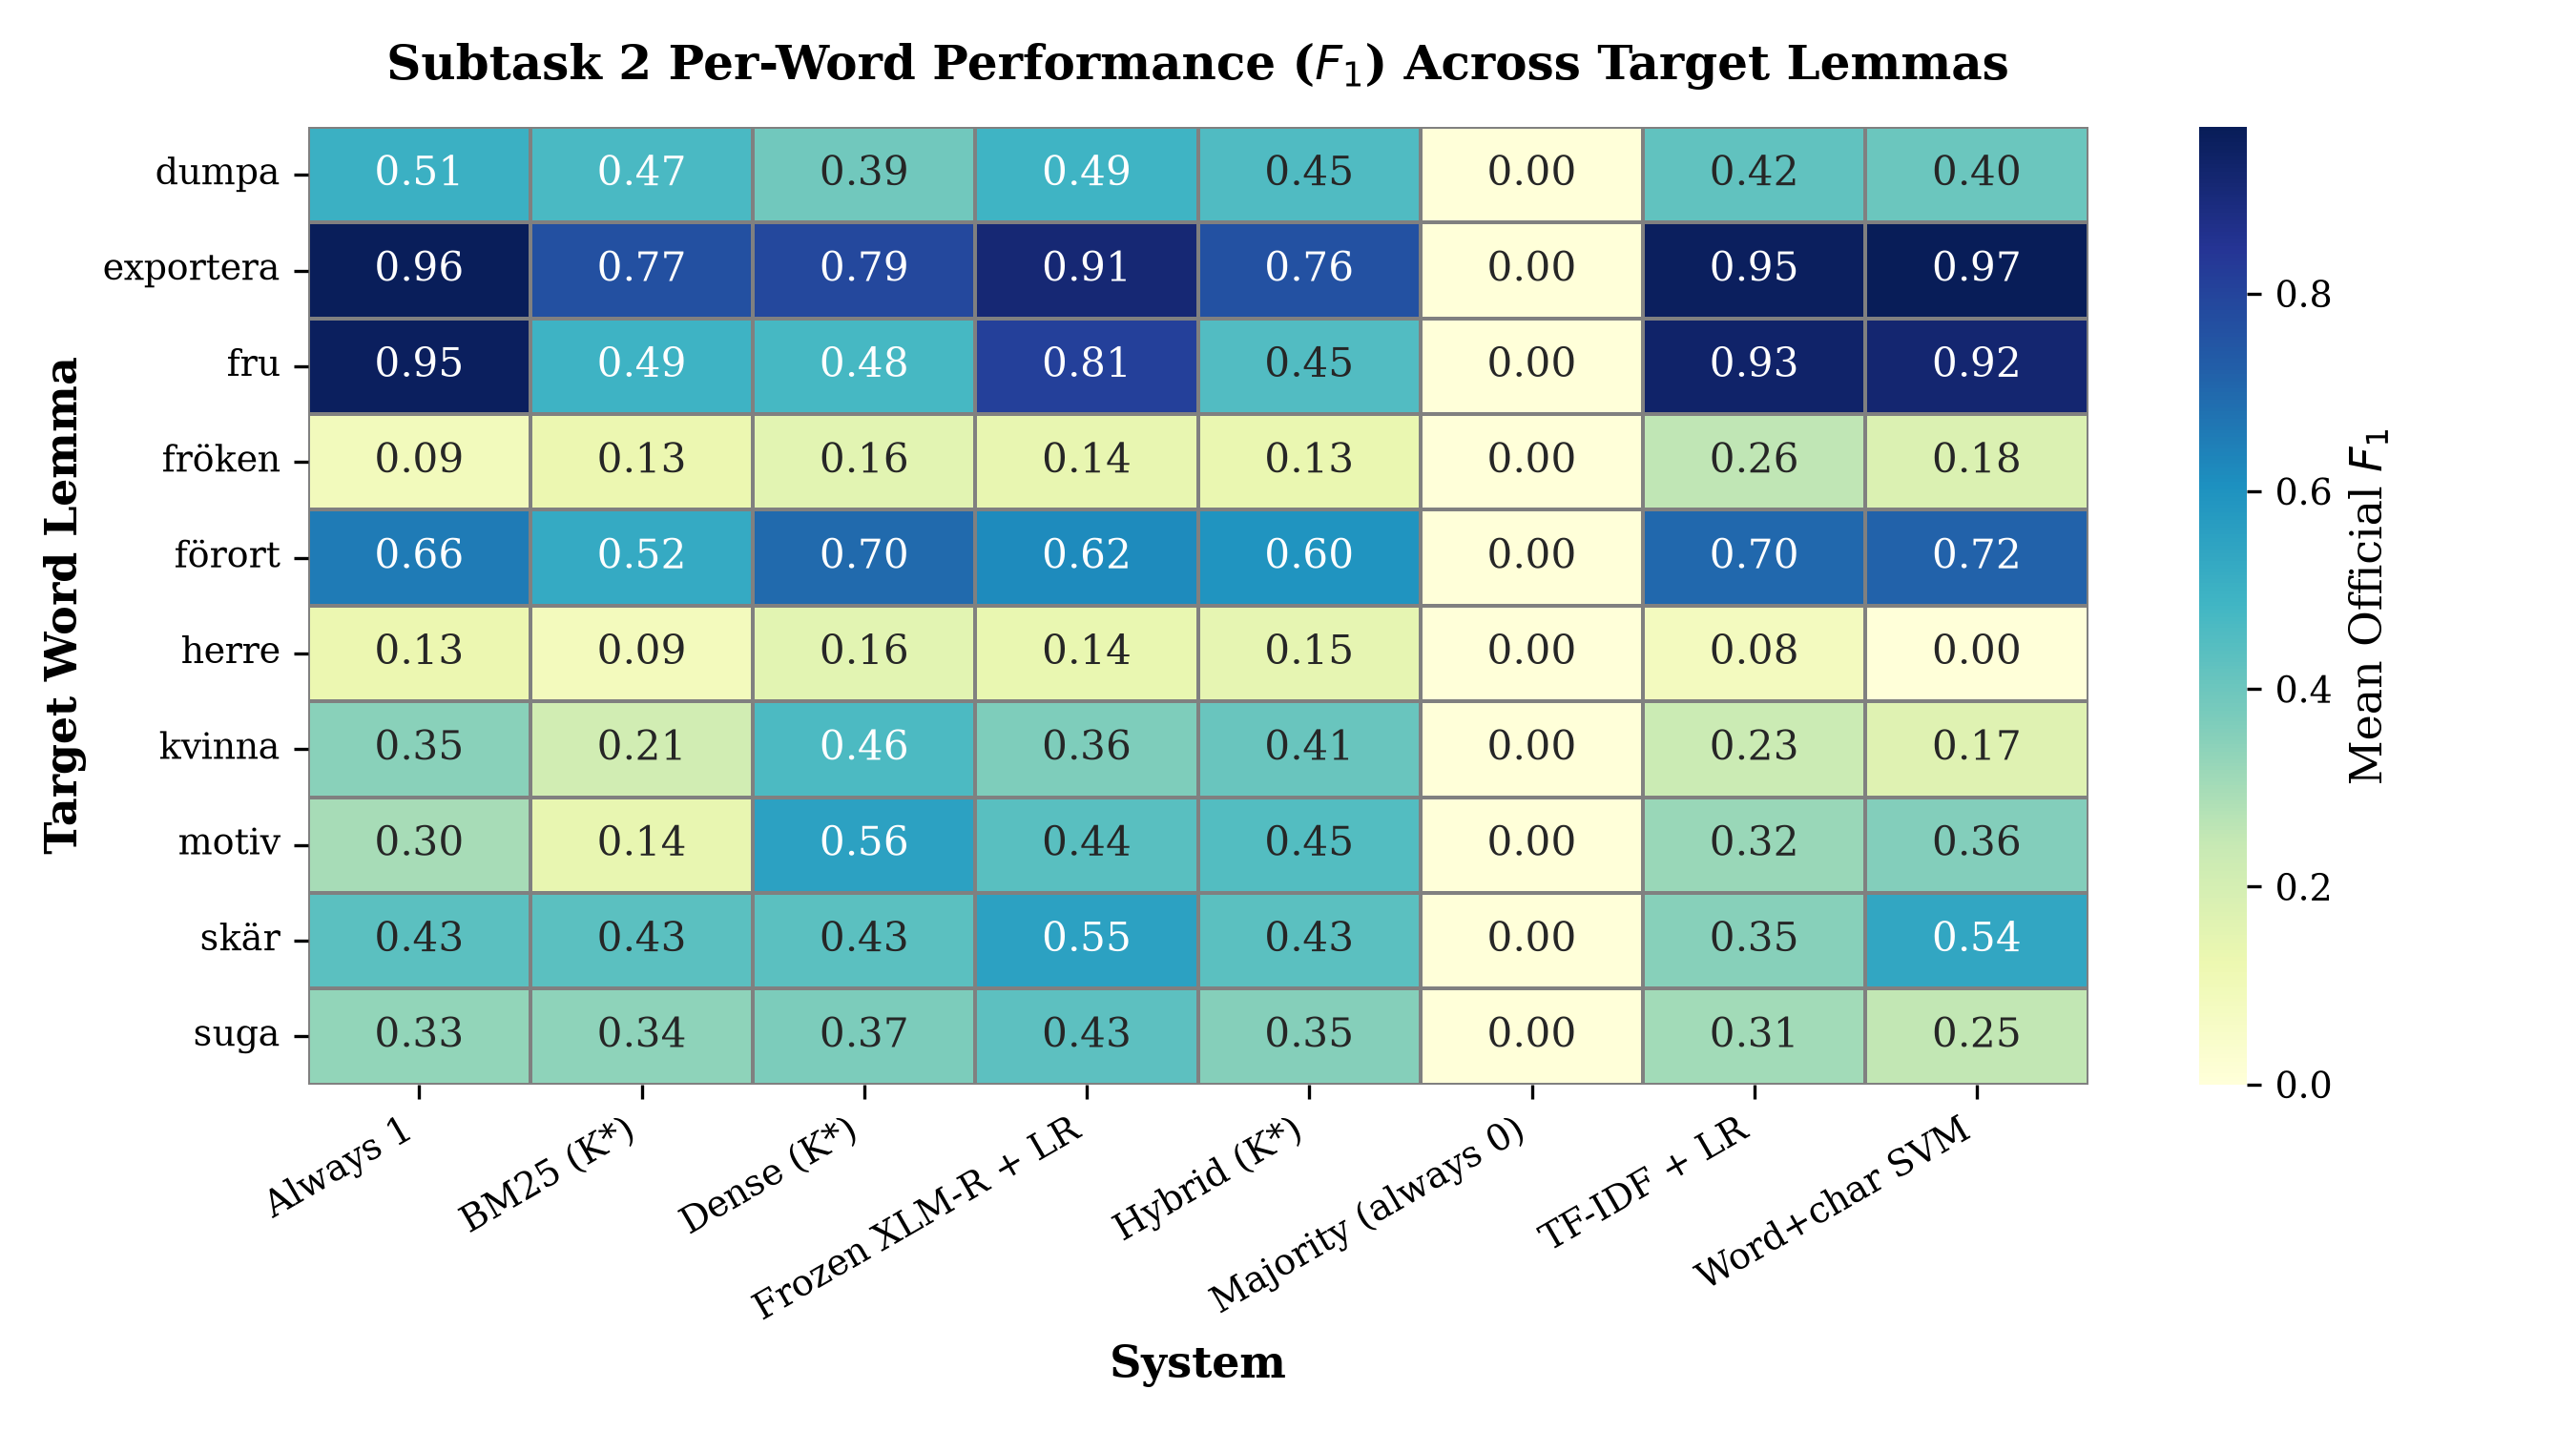 Subtask 2 Per-Word Performance (F₁) Across Target Lemmas
Target Word Lemma
dumpa 0.51 0.47 0.39 0.49 0.45 0.00 0.42 0.40
exportera 0.96 0.77 0.79 0.91 0.76 0.00 0.95 0.97
fru 0.95 0.49 0.48 0.81 0.45 0.00 0.93 0.92
fröken 0.09 0.13 0.16 0.14 0.13 0.00 0.26 0.18
förort 0.66 0.52 0.70 0.62 0.60 0.00 0.70 0.72
herre 0.13 0.09 0.16 0.14 0.15 0.00 0.08 0.00
kvinna 0.35 0.21 0.46 0.36 0.41 0.00 0.23 0.17
motiv 0.30 0.14 0.56 0.44 0.45 0.00 0.32 0.36
skär 0.43 0.43 0.43 0.55 0.43 0.00 0.35 0.54
suga 0.33 0.34 0.37 0.43 0.35 0.00 0.31 0.25
Always 1
BM25 (K*)
Dense (K*)
Frozen XLM-R + LR
Hybrid (K*)
Majority (always 0)
TF-IDF + LR
Word+char SVM
System
0.8
0.6
0.4
0.2
0.0
Mean Official F₁